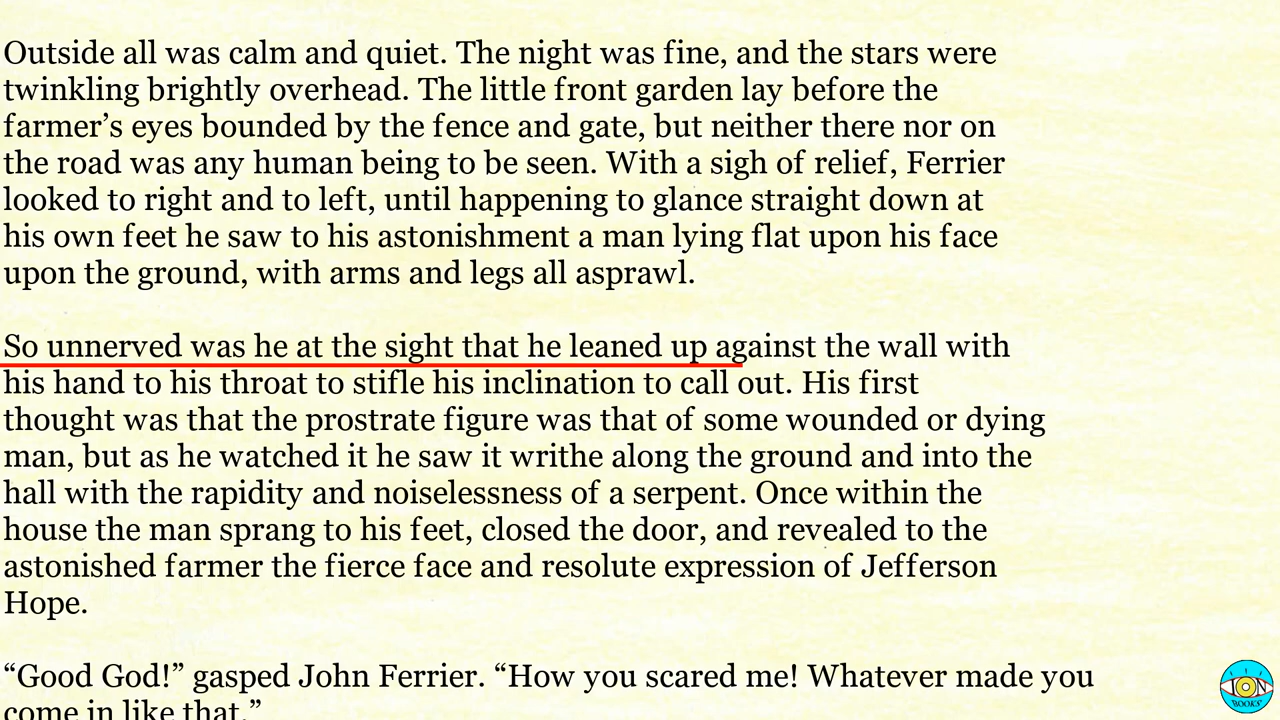 Outside all was calm and quiet. The night was fine, and the stars were
twinkling brightly overhead. The little front garden lay before the
farmer’s eyes bounded by the fence and gate, but neither there nor on
the road was any human being to be seen. With a sigh of relief, Ferrier
looked to right and to left, until happening to glance straight down at
his own feet he saw to his astonishment a man lying flat upon his face
upon the ground, with arms and legs all asprawl.
So unnerved was he at the sight that he leaned up against the wall with
his hand to his throat to stifle his inclination to call out. His first
thought was that the prostrate figure was that of some wounded or dying
man, but as he watched it he saw it writhe along the ground and into the
hall with the rapidity and noiselessness of a serpent. Once within the
house the man sprang to his feet, closed the door, and revealed to the
astonished farmer the fierce face and resolute expression of Jefferson
Hope.
“Good God!” gasped John Ferrier. “How you scared me! Whatever made you
come in like that.”
ION
BOOKS